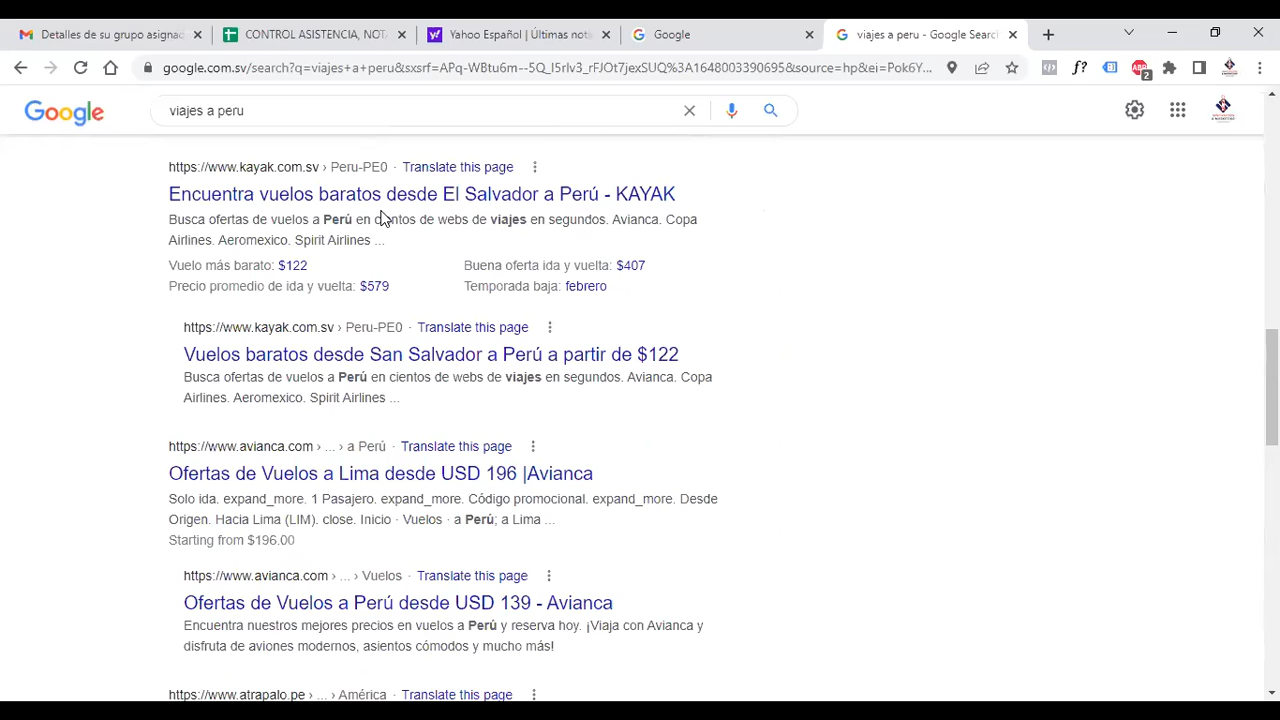 Detalles de su grupo asignad
CONTROL ASISTENCIA, NOT
Yahoo Español | Últimas noti
Google
viajes a peru - Google Searc
google.com.sv/search?q=viajes+a+peru&sxsrf=APq-WBtu6m--5Q_I5rlv3_rFJOt7jexSUQ%3A1648003390695&source=hp&ei=Pok6Y...
2
Google
viajes a peru
https://www.kayak.com.sv › Peru-PE0 · Translate this page
Encuentra vuelos baratos desde El Salvador a Perú - KAYAK
Busca ofertas de vuelos a Perú en cientos de webs de viajes en segundos. Avianca. Copa
Airlines. Aeromexico. Spirit Airlines ...
Vuelo más barato: $122
Buena oferta ida y vuelta: $407
Precio promedio de ida y vuelta: $579
Temporada baja: febrero
https://www.kayak.com.sv › Peru-PE0 · Translate this page
Vuelos baratos desde San Salvador a Perú a partir de $122
Busca ofertas de vuelos a Perú en cientos de webs de viajes en segundos. Avianca. Copa
Airlines. Aeromexico. Spirit Airlines ...
https://www.avianca.com › ... › a Perú · Translate this page
Ofertas de Vuelos a Lima desde USD 196 |Avianca
Solo ida. expand_more. 1 Pasajero. expand_more. Código promocional. expand_more. Desde
Origen. Hacia Lima (LIM). close. Inicio · Vuelos · a Perú; a Lima ...
Starting from $196.00
https://www.avianca.com › ... › Vuelos · Translate this page
Ofertas de Vuelos a Perú desde USD 139 - Avianca
Encuentra nuestros mejores precios en vuelos a Perú y reserva hoy. ¡Viaja con Avianca y
disfruta de aviones modernos, asientos cómodos y mucho más!
https://www.atrapalo.pe › ... › América · Translate this page